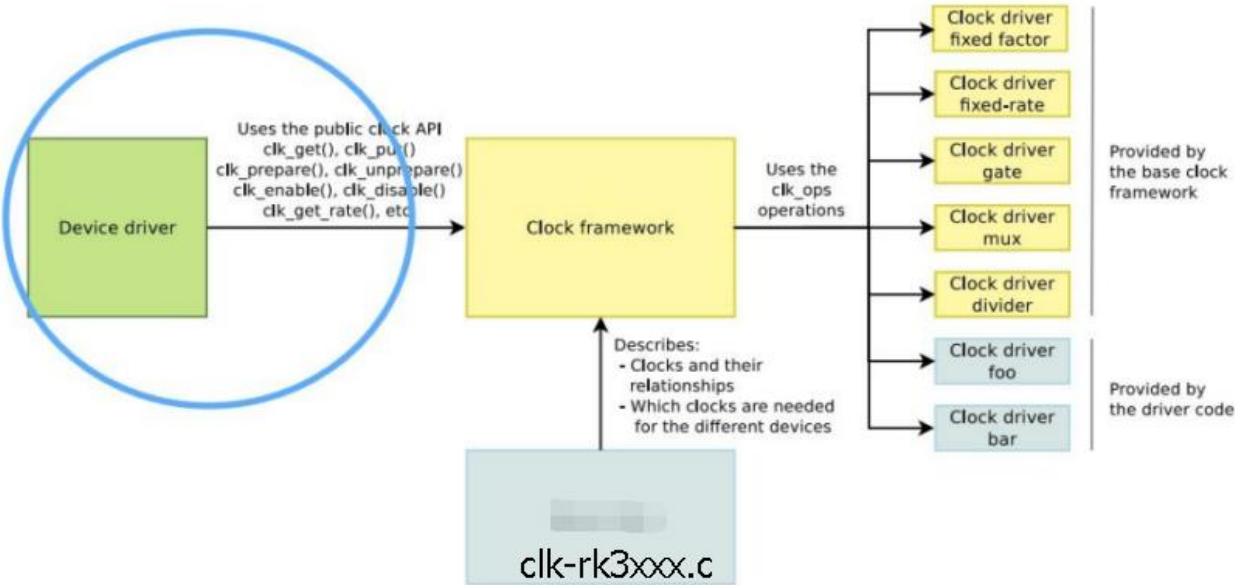 Device driver
Uses the public clock API
clk_get(), clk_put()
clk_prepare(), clk_unprepare()
clk_enable(), clk_disable()
clk_get_rate(), etc
Clock framework
Uses the
clk_ops
operations
Clock driver
fixed factor
Clock driver
fixed-rate
Clock driver
gate
Clock driver
mux
Clock driver
divider
Provided by
the base clock
framework
Clock driver
foo
Clock driver
bar
Provided by
the driver code
Describes:
- Clocks and their
relationships
- Which clocks are needed
for the different devices
clk-rk3xxx.c